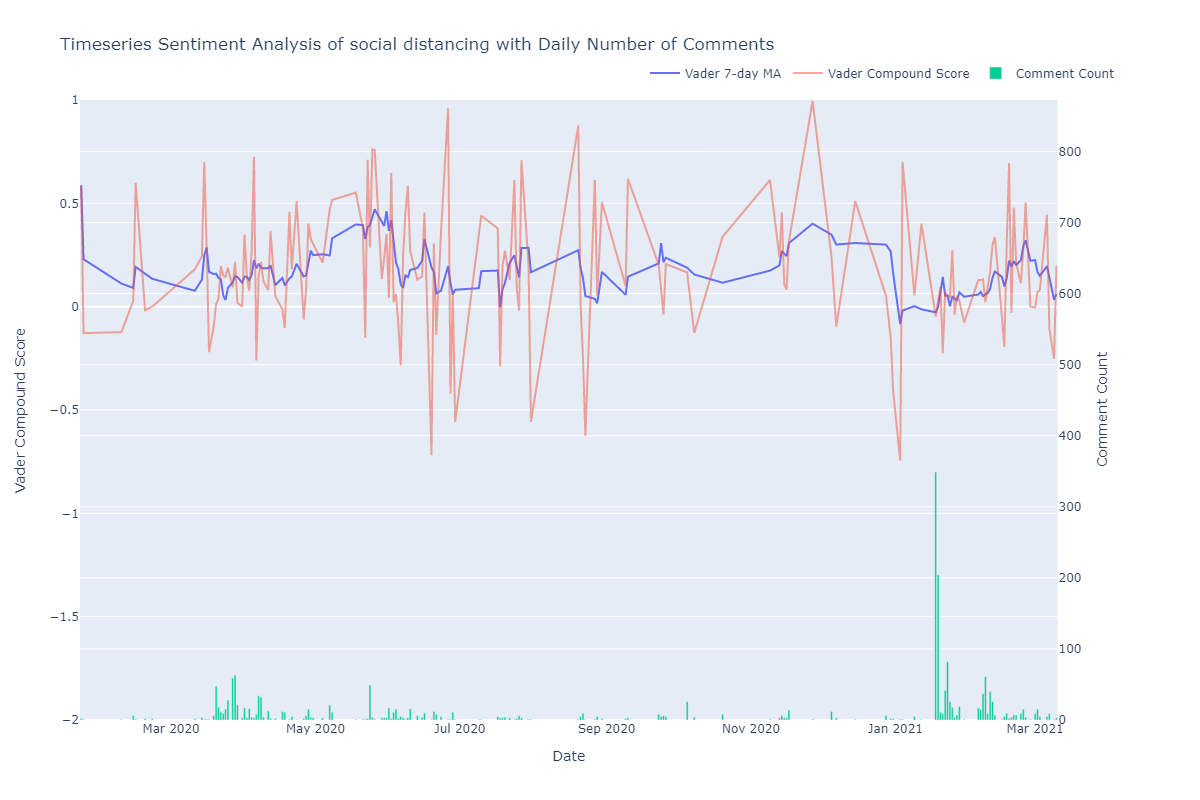 Timeseries Sentiment Analysis of social distancing with Daily Number of Comments
Vader 7-day MA
Vader Compound Score
Comment Count
1
0.5
0
−0.5
−1
−1.5
−2
Vader Compound Score
800
700
600
500
400
300
200
100
0
Comment Count
Mar 2020
May 2020
Jul 2020
Sep 2020
Nov 2020
Jan 2021
Mar 2021
Date